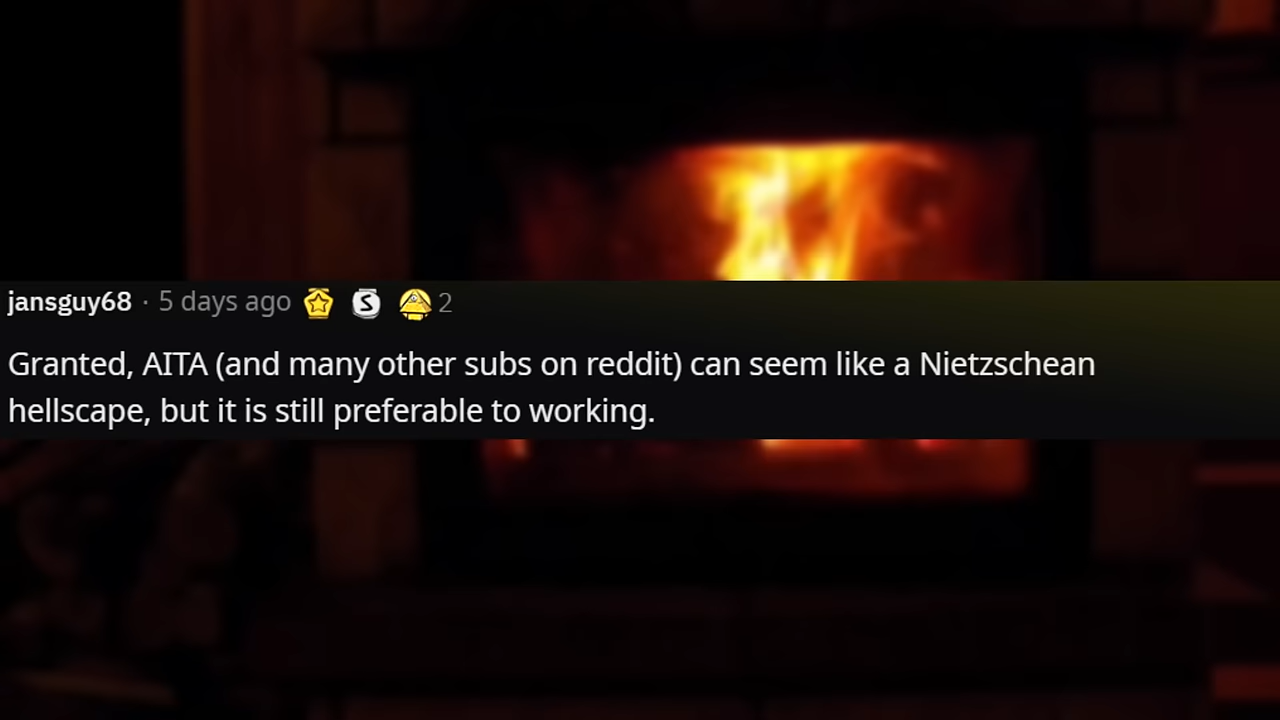 jansguy68 · 5 days ago 2
Granted, AITA (and many other subs on reddit) can seem like a Nietzschean
hellscape, but it is still preferable to working.